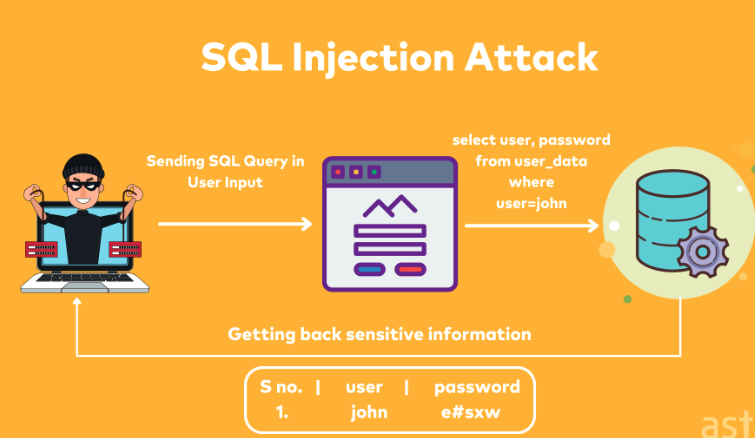 SQL Injection Attack
Sending SQL Query in
User Input
select user, password
from user_data
where
user=john
Getting back sensitive information
S no. | user | password
1. john e#sxw
ast